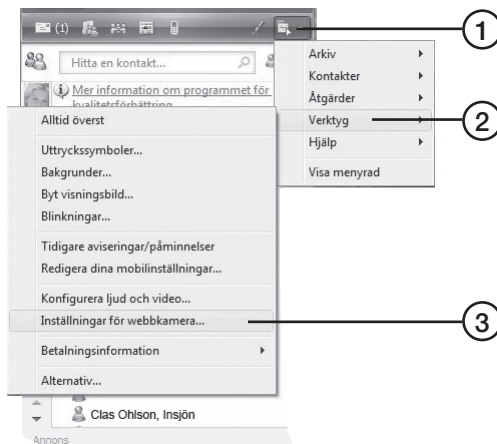 (1)
1
Hitta en kontakt...
Arkiv
Kontakter
Åtgärder
Verktyg
2
Hjälp
Visa menyrad
Mer information om programmet för
kvalitetsförbättring
Alltid överst
Uttryckssymboler...
Bakgrunder...
Byt visningsbild...
Blinkningar...
Tidigare aviseringar/påminnelser
Redigera dina mobilinställningar...
Konfigurera ljud och video...
Inställningar för webbkamera...
3
Betalningsinformation
Alternativ...
Clas Ohlson, Insjön
Annons